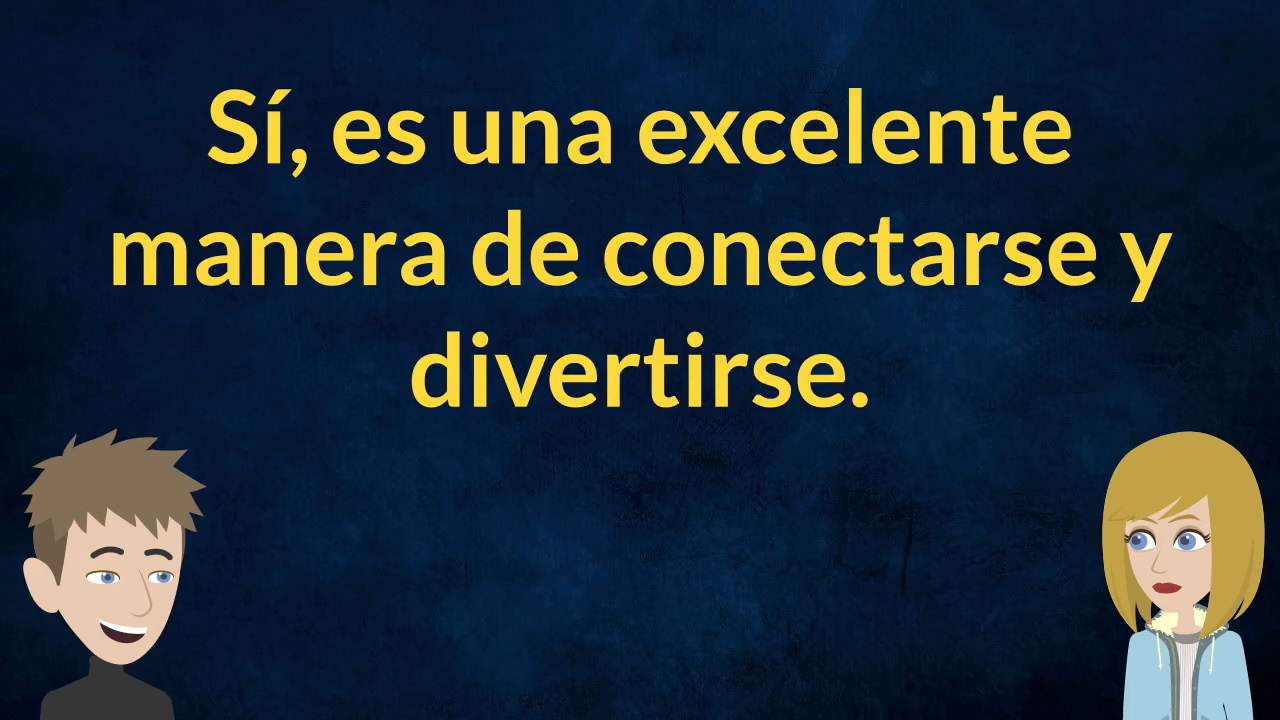 Sí, es una excelente
manera de conectarse y
divertirse.